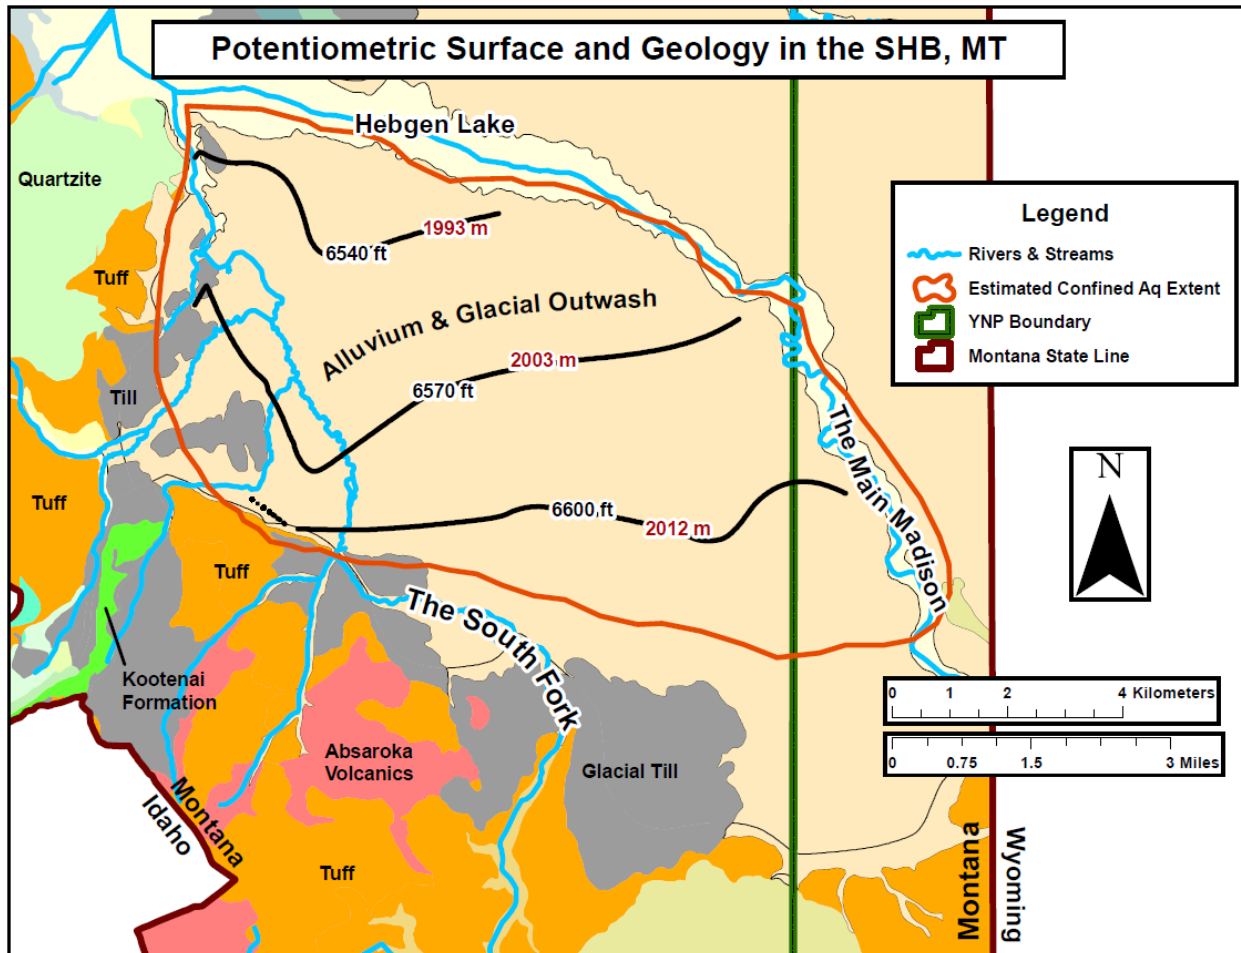 Potentiometric Surface and Geology in the SHB, MT
Hebgen Lake
Quartzite
Legend
Rivers & Streams
Estimated Confined Aq Extent
YNP Boundary
Montana State Line
1993 m
6540 ft
Tuff
Alluvium & Glacial Outwash
2003 m
6570 ft
Till
The Main Madison
N
Tuff
6600 ft
2012 m
Tuff
The South Fork
Kootenai
Formation
0 1 2 4 Kilometers
0 0.75 1.5 3 Miles
Absaroka
Volcanics
Glacial Till
Montana
Idaho
Tuff
Montana
Wyoming